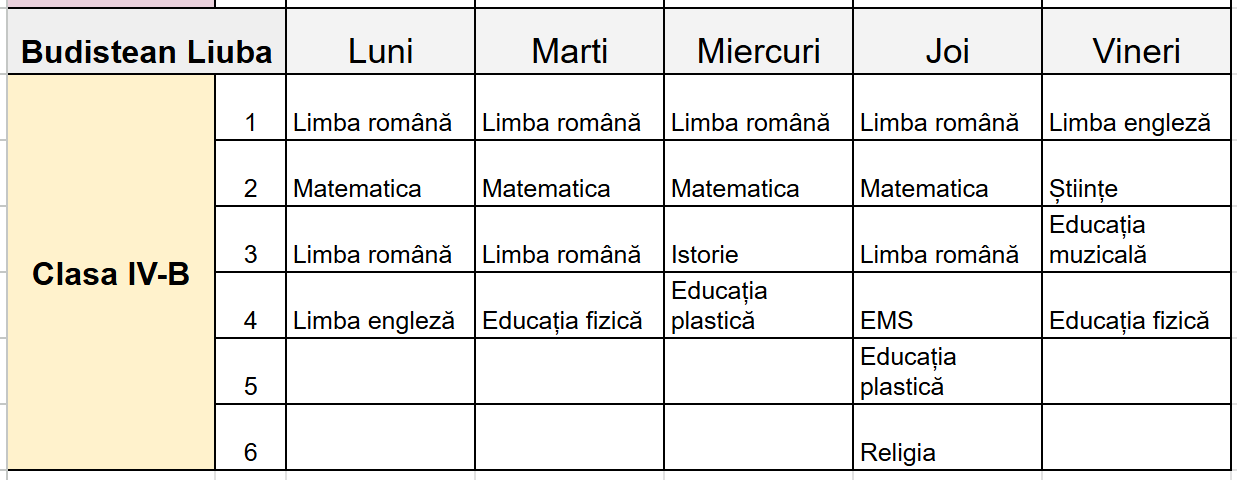 Budistean Liuba Luni Marti Miercuri Joi Vineri
Clasa IV-B
1 Limba română Limba română Limba română Limba română Limba engleză
2 Matematica Matematica Matematica Matematica Științe
3 Limba română Limba română Istorie Limba română Educația
muzicală
4 Limba engleză Educația fizică Educația
plastică EMS Educația fizică
5 Educația
plastică
6 Religia